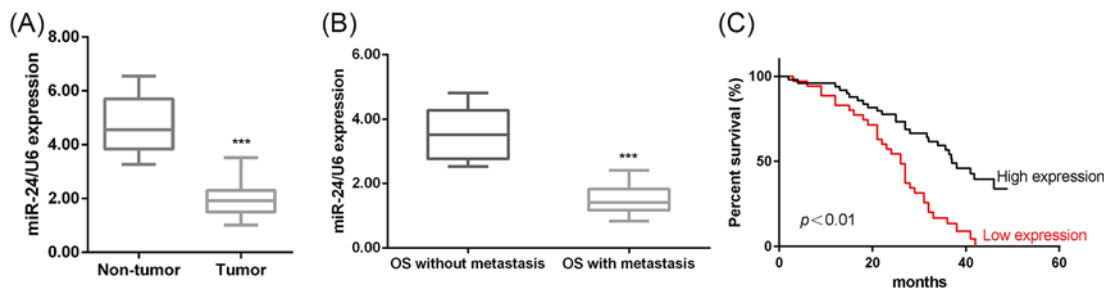 (A)
miR-24/U6 expression
8.00
6.00
4.00
2.00
0.00
***
Non-tumor
Tumor
(B)
miR-24/U6 expression
6.00
4.00
2.00
0.00
***
OS without metastasis
OS with metastasis
(C)
Percent survival (%)
100
50
0
p<0.01
High expression
Low expression
0
20
40
60
months